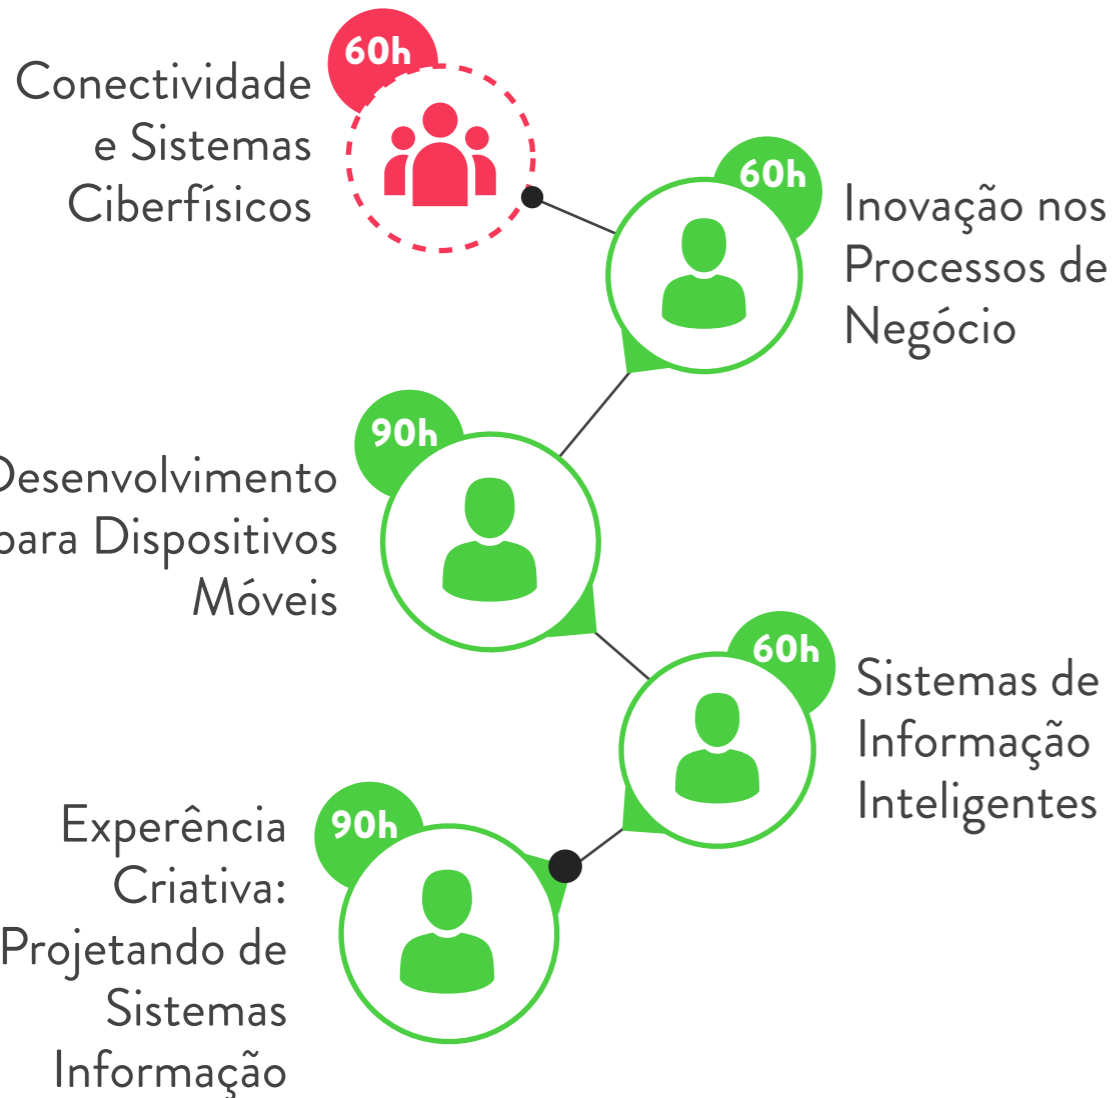 60h
Conectividade
e Sistemas
Ciberfísicos
60h
Inovação nos
Processos de
Negócio
90h
Desenvolvimento
para Dispositivos
Móveis
60h
Sistemas de
Informação
Inteligentes
90h
Experência
Criativa:
Projetando de
Sistemas
Informação